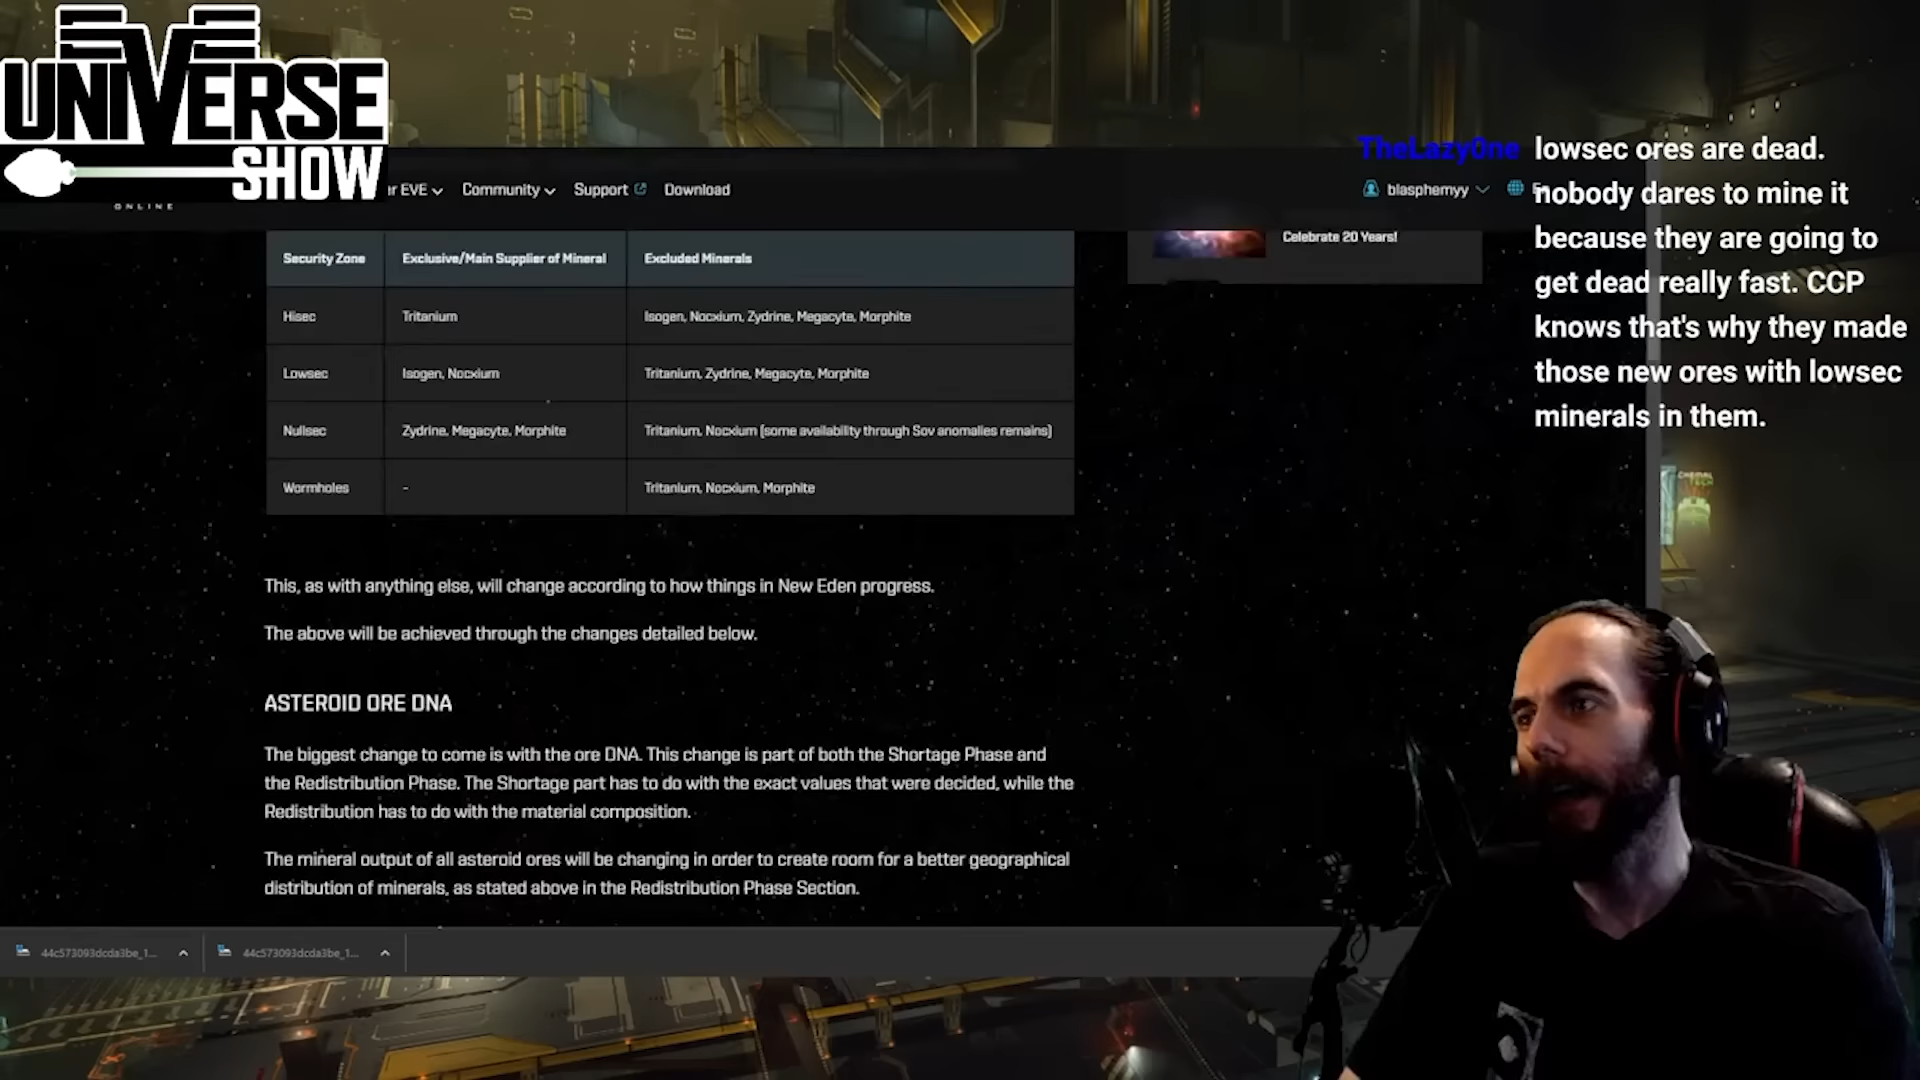 EVE
UNIVERSE
SHOW
ONLINE
EVE
Community
Support
Download
blasphemyy
TheLazyOne
lowsec ores are dead.
nobody dares to mine it
because they are going to
get dead really fast. CCP
knows that's why they made
those new ores with lowsec
minerals in them.
Celebrate 20 Years!
Security Zone Exclusive/Main Supplier of Mineral Excluded Minerals
Hisec Tritanium Isogen, Nocxium, Zydrine, Megacyte, Morphite
Lowsec Isogen, Nocxium Tritanium, Zydrine, Megacyte, Morphite
Nullsec Zydrine, Megacyte, Morphite Tritanium, Nocxium (some availability through Sov anomalies remains)
Wormholes - Tritanium, Nocxium, Morphite
This, as with anything else, will change according to how things in New Eden progress.
The above will be achieved through the changes detailed below.
ASTEROID ORE DNA
The biggest change to come is with the ore DNA. This change is part of both the Shortage Phase and
the Redistribution Phase. The Shortage part has to do with the exact values that were decided, while the
Redistribution has to do with the material composition.
The mineral output of all asteroid ores will be changing in order to create room for a better geographical
distribution of minerals, as stated above in the Redistribution Phase Section.
44c573093dcda3be_1...
44c573093dcda3be_1...